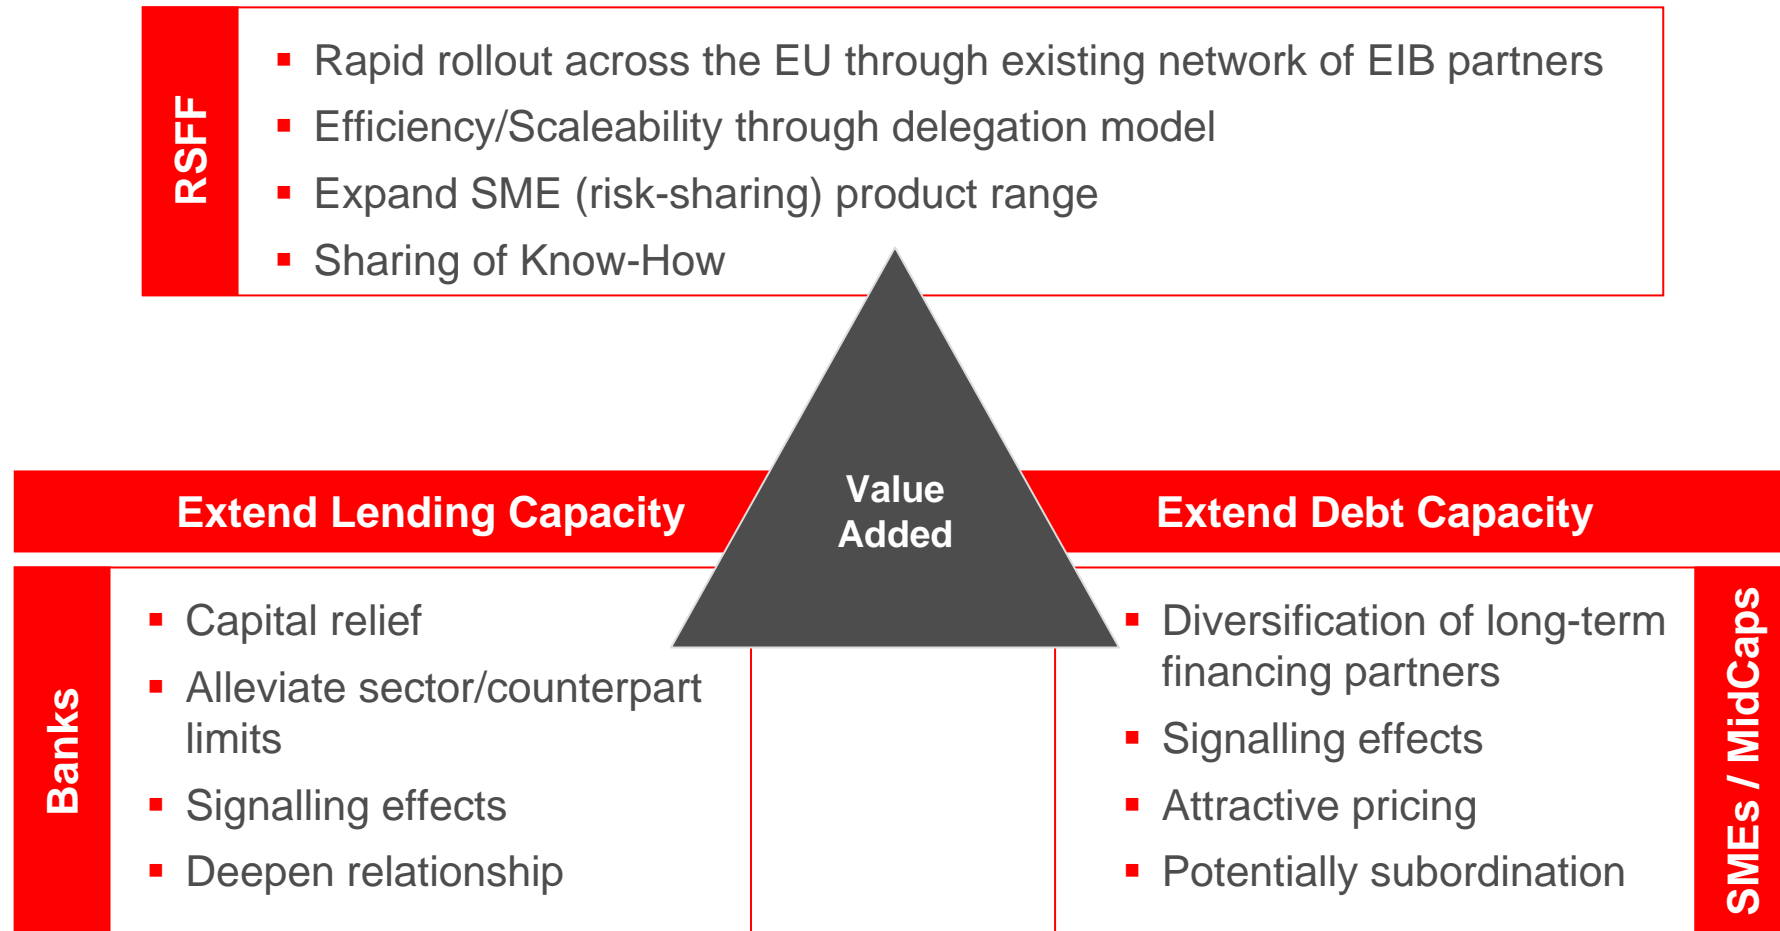 RSFF
▪ Rapid rollout across the EU through existing network of EIB partners
▪ Efficiency/Scaleability through delegation model
▪ Expand SME (risk-sharing) product range
▪ Sharing of Know-How
Value
Added
Extend Lending Capacity
Banks
▪ Capital relief
▪ Alleviate sector/counterpart
limits
▪ Signalling effects
▪ Deepen relationship
Extend Debt Capacity
▪ Diversification of long-term
financing partners
▪ Signalling effects
▪ Attractive pricing
▪ Potentially subordination
SMEs / MidCaps